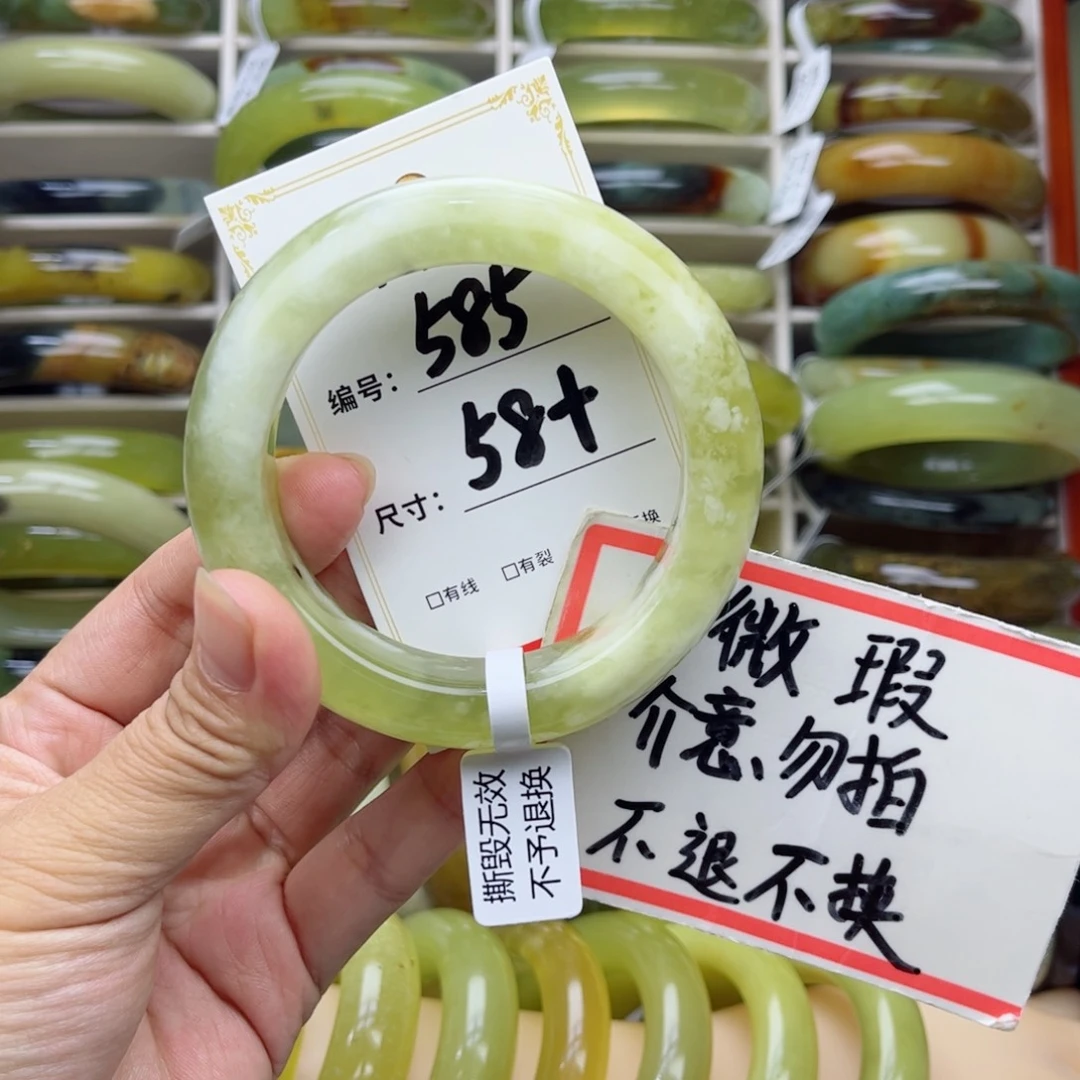 编号：585
尺寸：58+
换
□有线 □有裂
微瑕
介意勿拍
不退不换
撕毁无效
不予退换